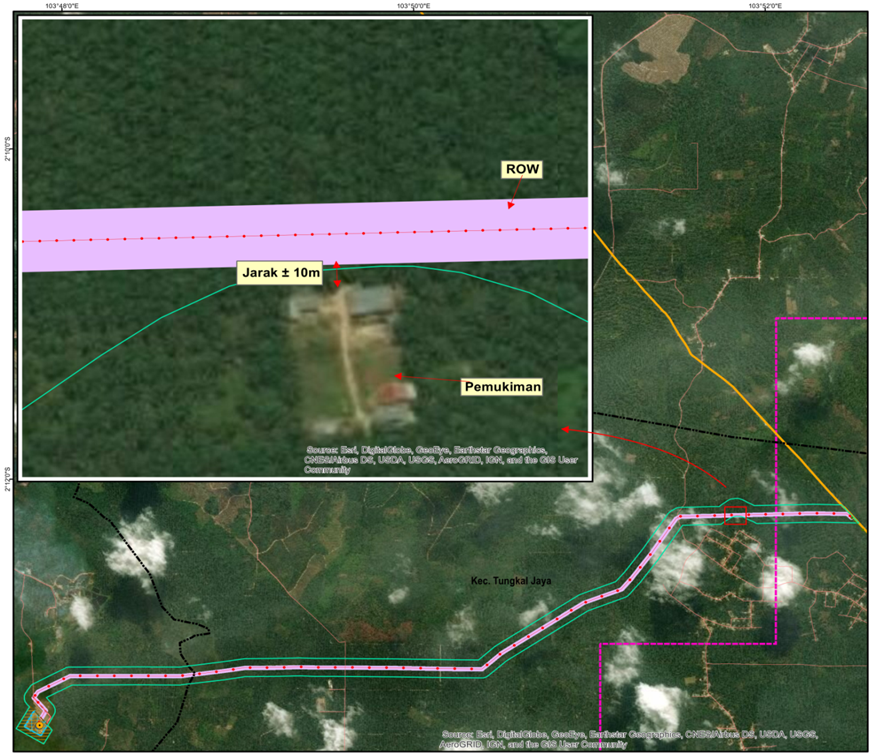 103°48'0"E
103°50'0"E
103°52'0"E
2°10'0"S
2°12'0"S
ROW
Jarak ± 10m
Pemukiman
Source: Esri, DigitalGlobe, GeoEye, Earthstar Geographics,
CNES/Airbus DS, USDA, USGS, AeroGRID, IGN, and the GIS User
Community
Kec. Tungkal Jaya
Source: Esri, DigitalGlobe, GeoEye, Earthstar Geographics, CNES/Airbus DS, USDA, USGS,
AeroGRID, IGN, and the GIS User Community